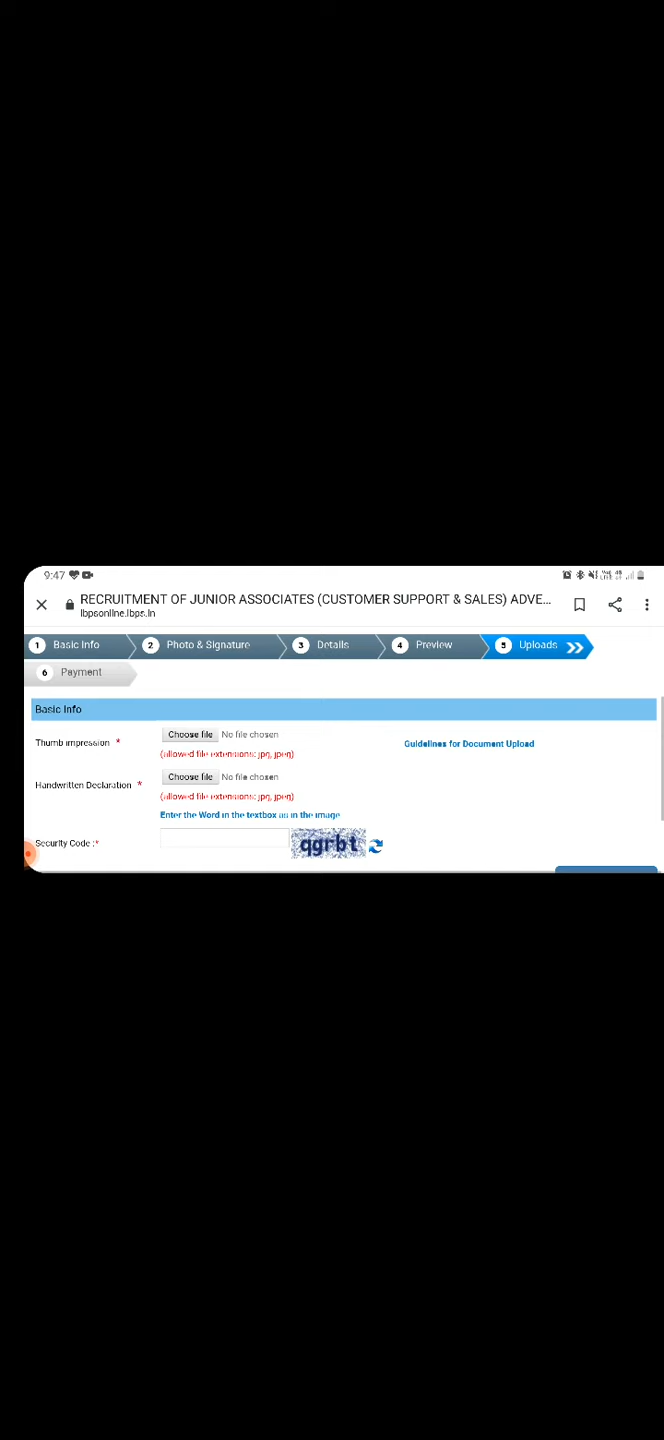 9:47
RECRUITMENT OF JUNIOR ASSOCIATES (CUSTOMER SUPPORT & SALES) ADVE...
ibpsonline.ibps.in
1 Basic Info 2 Photo & Signature 3 Details 4 Preview 5 Uploads
6 Payment
Basic Info
Thumb impression * Choose file No file chosen
(allowed file extensions: jpg, jpeg)
Guidelines for Document Upload
Handwritten Declaration * Choose file No file chosen
(allowed file extensions: jpg, jpeg)
Enter the Word in the textbox as in the image
Security Code :* qgrbt